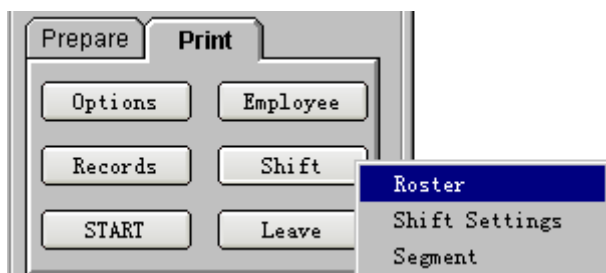 Prepare Print
Options Employee
Records Shift
Roster
Shift Settings
START Leave
Segment